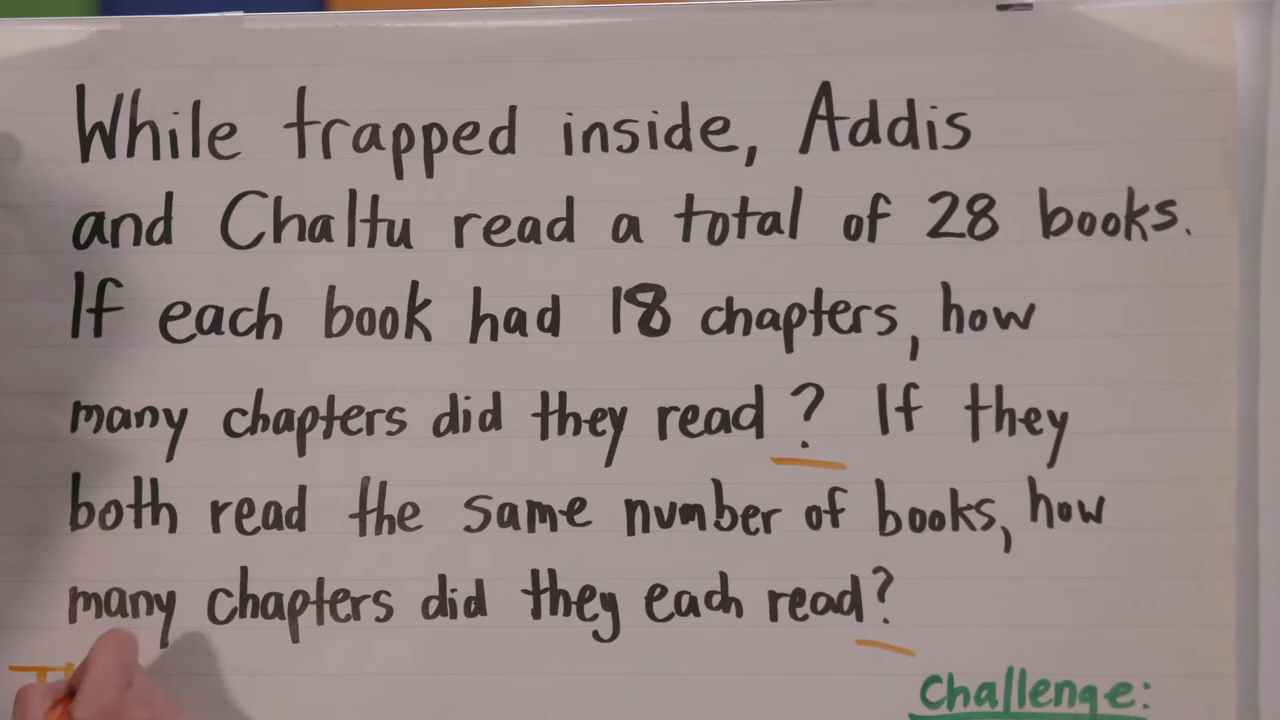 While trapped inside, Addis
and Chaltu read a total of 28 books.
If each book had 18 chapters, how
many chapters did they read? If they
both read the same number of books, how
many chapters did they each read?
Challenge: